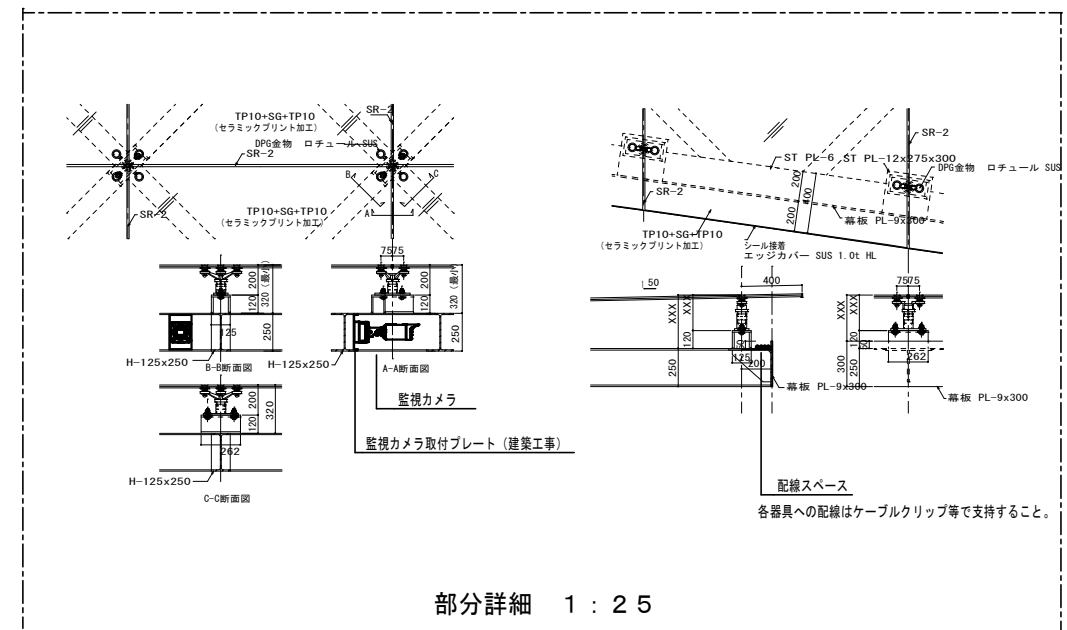 SR-2
TP10+SG+TP10
(セラミックプリント加工)
DPG金物 ロチュール SUS
SR-2
B
C
A
TP10+SG+TP10
(セラミックプリント加工)
SR-2
SR-2
ST PL-6
ST PL-12x275x300
DPG金物 ロチュール SUS
200
400
200
SR-2
幕板 PL-9x300
TP10+SG+TP10
(セラミックプリント加工)
シール接着
エッジカバー SUS 1.0t HL
200
120
320 (最小)
125
250
H-125x250
B-B断面図
7575
200
120
320 (最小)
250
H-125x250
A-A断面図
監視カメラ
監視カメラ取付プレート (建築工事)
200
120
320
262
H-125x250
C-C断面図
50
400
XXX
XXX
120
50
125
200
250
幕板 PL-9x300
7575
XXX
XXX
120
50
300
250
262
幕板 PL-9x300
配線スペース
各器具への配線はケーブルクリップ等で支持すること。
部分詳細 1:25